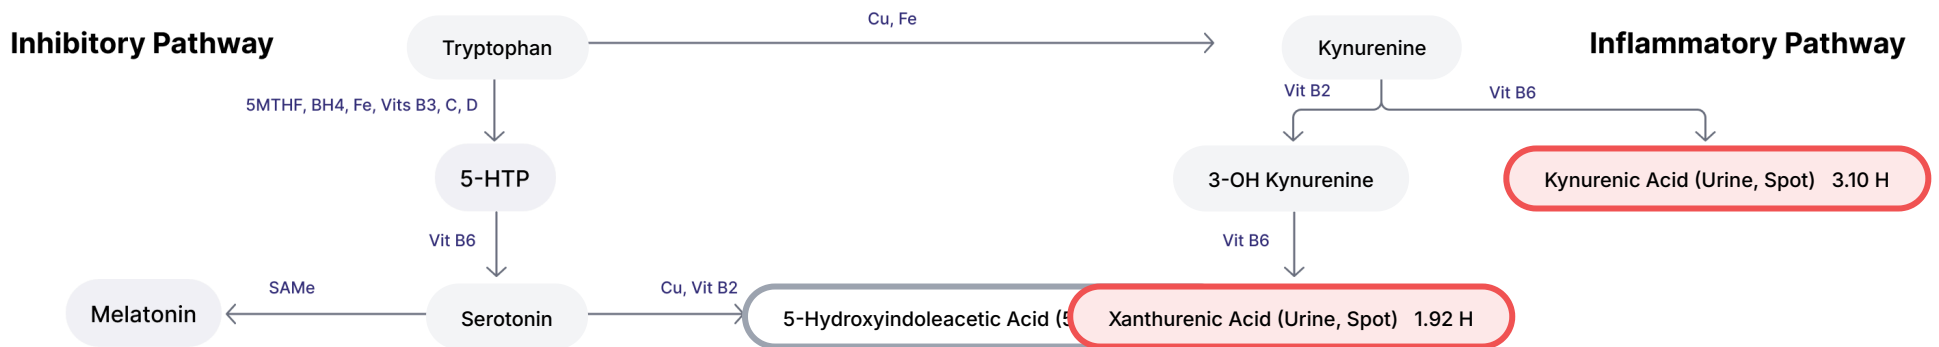 Cu, Fe
Inhibitory Pathway
Tryptophan
Kynurenine
Inflammatory Pathway
5MTHF, BH4, Fe, Vits B3, C, D
Vit B2
Vit B6
5-HTP
3-OH Kynurenine
Kynurenic Acid (Urine, Spot) 3.10 H
Vit B6
Vit B6
SAMe
Cu, Vit B2
Melatonin
Serotonin
5-Hydroxyindoleacetic Acid (
Xanthurenic Acid (Urine, Spot) 1.92 H